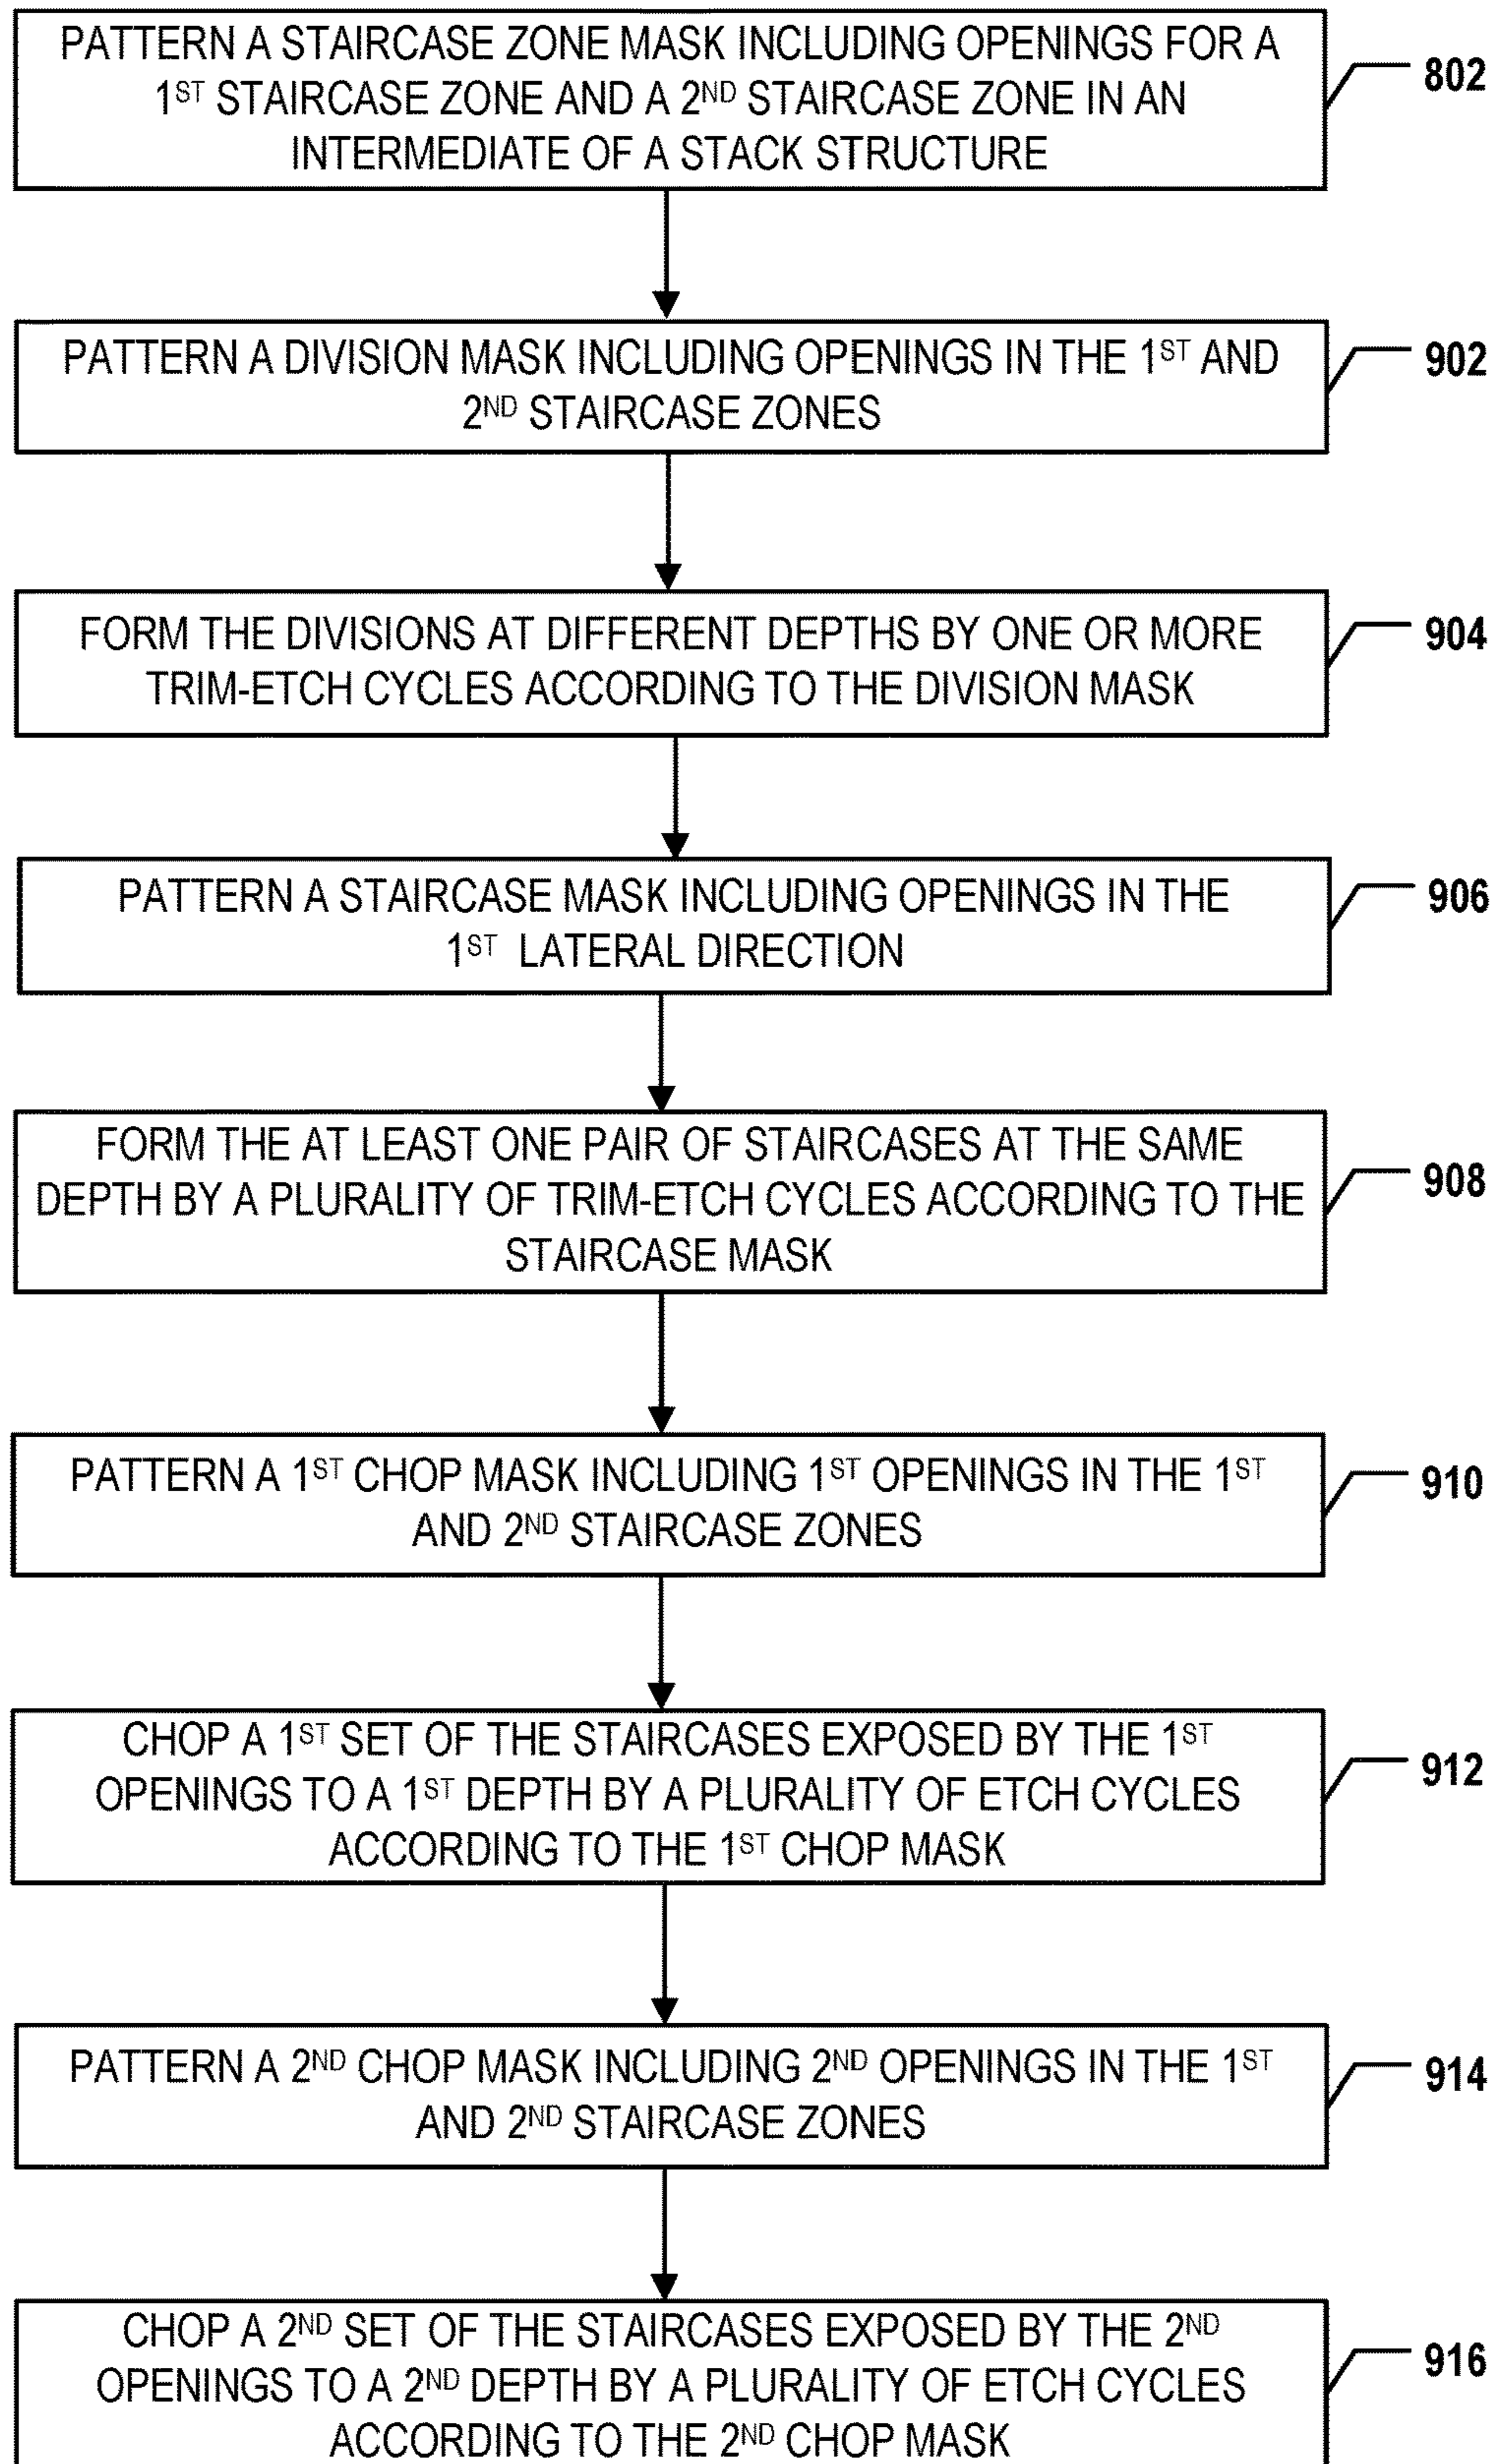 PATTERN A STAIRCASE ZONE MASK INCLUDING OPENINGS FOR A
1ST STAIRCASE ZONE AND A 2ND STAIRCASE ZONE IN AN
INTERMEDIATE OF A STACK STRUCTURE
802
PATTERN A DIVISION MASK INCLUDING OPENINGS IN THE 1ST AND
2ND STAIRCASE ZONES
902
FORM THE DIVISIONS AT DIFFERENT DEPTHS BY ONE OR MORE
TRIM-ETCH CYCLES ACCORDING TO THE DIVISION MASK
904
PATTERN A STAIRCASE MASK INCLUDING OPENINGS IN THE
1ST LATERAL DIRECTION
906
FORM THE AT LEAST ONE PAIR OF STAIRCASES AT THE SAME
DEPTH BY A PLURALITY OF TRIM-ETCH CYCLES ACCORDING TO THE
STAIRCASE MASK
908
PATTERN A 1ST CHOP MASK INCLUDING 1ST OPENINGS IN THE 1ST
AND 2ND STAIRCASE ZONES
910
CHOP A 1ST SET OF THE STAIRCASES EXPOSED BY THE 1ST
OPENINGS TO A 1ST DEPTH BY A PLURALITY OF ETCH CYCLES
ACCORDING TO THE 1ST CHOP MASK
912
PATTERN A 2ND CHOP MASK INCLUDING 2ND OPENINGS IN THE 1ST
AND 2ND STAIRCASE ZONES
914
CHOP A 2ND SET OF THE STAIRCASES EXPOSED BY THE 2ND
OPENINGS TO A 2ND DEPTH BY A PLURALITY OF ETCH CYCLES
ACCORDING TO THE 2ND CHOP MASK
916